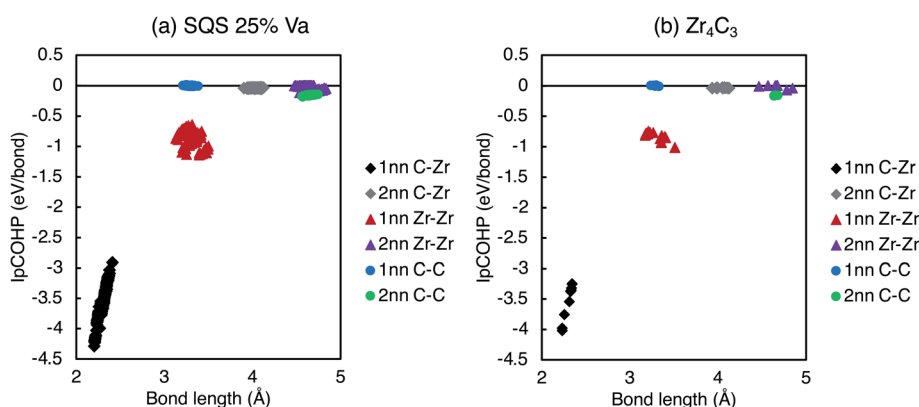 (a) SQS 25% Va
0.5
0
-0.5
-1
-1.5
-2
-2.5
-3
-3.5
-4
-4.5
IpCOHP (eV/bond)
2 3 4 5
Bond length (Å)
1nn C-Zr
2nn C-Zr
1nn Zr-Zr
2nn Zr-Zr
1nn C-C
2nn C-C
(b) Zr₄C₃
0.5
0
-0.5
-1
-1.5
-2
-2.5
-3
-3.5
-4
-4.5
IpCOHP (eV/bond)
2 3 4 5
Bond length (Å)
1nn C-Zr
2nn C-Zr
1nn Zr-Zr
2nn Zr-Zr
1nn C-C
2nn C-C